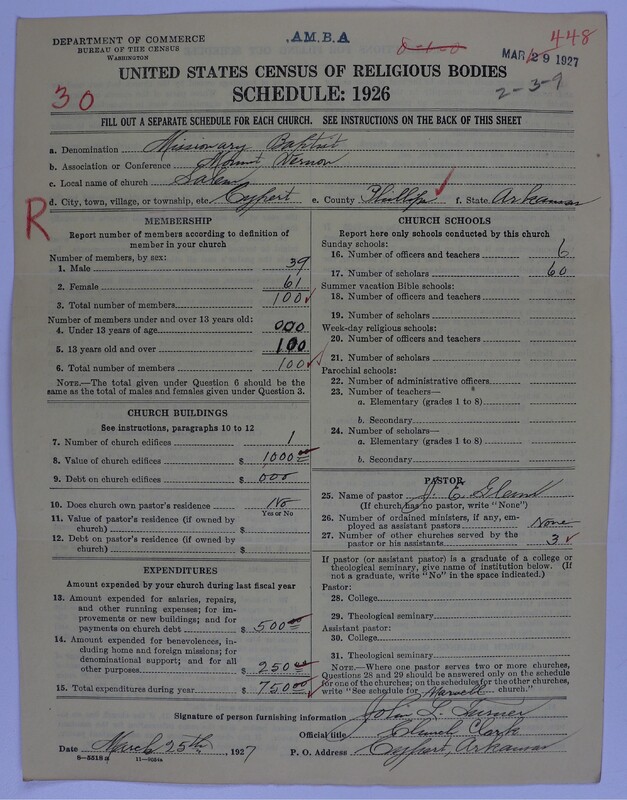 DEPARTMENT OF COMMERCE
BUREAU OF THE CENSUS
WASHINGTON
A.M.B.A
8-1-0
448
MAR 29 1927
2-3-9
30
UNITED STATES CENSUS OF RELIGIOUS BODIES
SCHEDULE: 1926
FILL OUT A SEPARATE SCHEDULE FOR EACH CHURCH. SEE INSTRUCTIONS ON THE BACK OF THIS SHEET
a. Denomination Missionary Baptist
b. Association or Conference Mount Vernon
c. Local name of church Salem
d. City, town, village, or township, etc. Cypert e. County Phillips f. State Arkansas
R
MEMBERSHIP
Report number of members according to definition of
member in your church
Number of members, by sex:
1. Male 39
2. Female 61
3. Total number of members 100
Number of members under and over 13 years old:
4. Under 13 years of age 000
5. 13 years old and over 100
6. Total number of members 100
NOTE.—The total given under Question 6 should be
the same as the total of males and females given under Question 3.
CHURCH BUILDINGS
See instructions, paragraphs 10 to 12
7. Number of church edifices 1
8. Value of church edifices $ 1000 00
9. Debt on church edifices $ 000
10. Does church own pastor's residence No
Yes or No
11. Value of pastor's residence (if owned by
church) $
12. Debt on pastor's residence (if owned by
church) $
EXPENDITURES
Amount expended by your church during last fiscal year
13. Amount expended for salaries, repairs,
and other running expenses; for im-
provements or new buildings; and for
payments on church debt $ 500 00
14. Amount expended for benevolences, in-
cluding home and foreign missions; for
denominational support; and for all
other purposes $ 250 00
15. Total expenditures during year $ 750 00
CHURCH SCHOOLS
Report here only schools conducted by this church
Sunday schools:
16. Number of officers and teachers 6
17. Number of scholars 60
Summer vacation Bible schools:
18. Number of officers and teachers
19. Number of scholars
Week-day religious schools:
20. Number of officers and teachers
21. Number of scholars
Parochial schools:
22. Number of administrative officers
23. Number of teachers—
a. Elementary (grades 1 to 8)
b. Secondary
24. Number of scholars—
a. Elementary (grades 1 to 8)
b. Secondary
PASTOR
25. Name of pastor J. C. Glenn
(If church has no pastor, write "None")
26. Number of ordained ministers, if any, em-
ployed as assistant pastors None
27. Number of other churches served by the
pastor or his assistants 3
If pastor (or assistant pastor) is a graduate of a college or
theological seminary, give name of institution below. (If
not a graduate, write "No" in the space indicated.)
Pastor:
28. College
29. Theological seminary
Assistant pastor:
30. College
31. Theological seminary
NOTE.—Where one pastor serves two or more churches,
Questions 28 and 29 should be answered only on the schedule
for one of the churches; on the schedules for the other churches,
write "See schedule for Marvell church."
Signature of person furnishing information John L. Turner
Official title Church Clerk
Date March 25th, 1927 P. O. Address Cypert, Arkansas
8-5518a 11-9054a